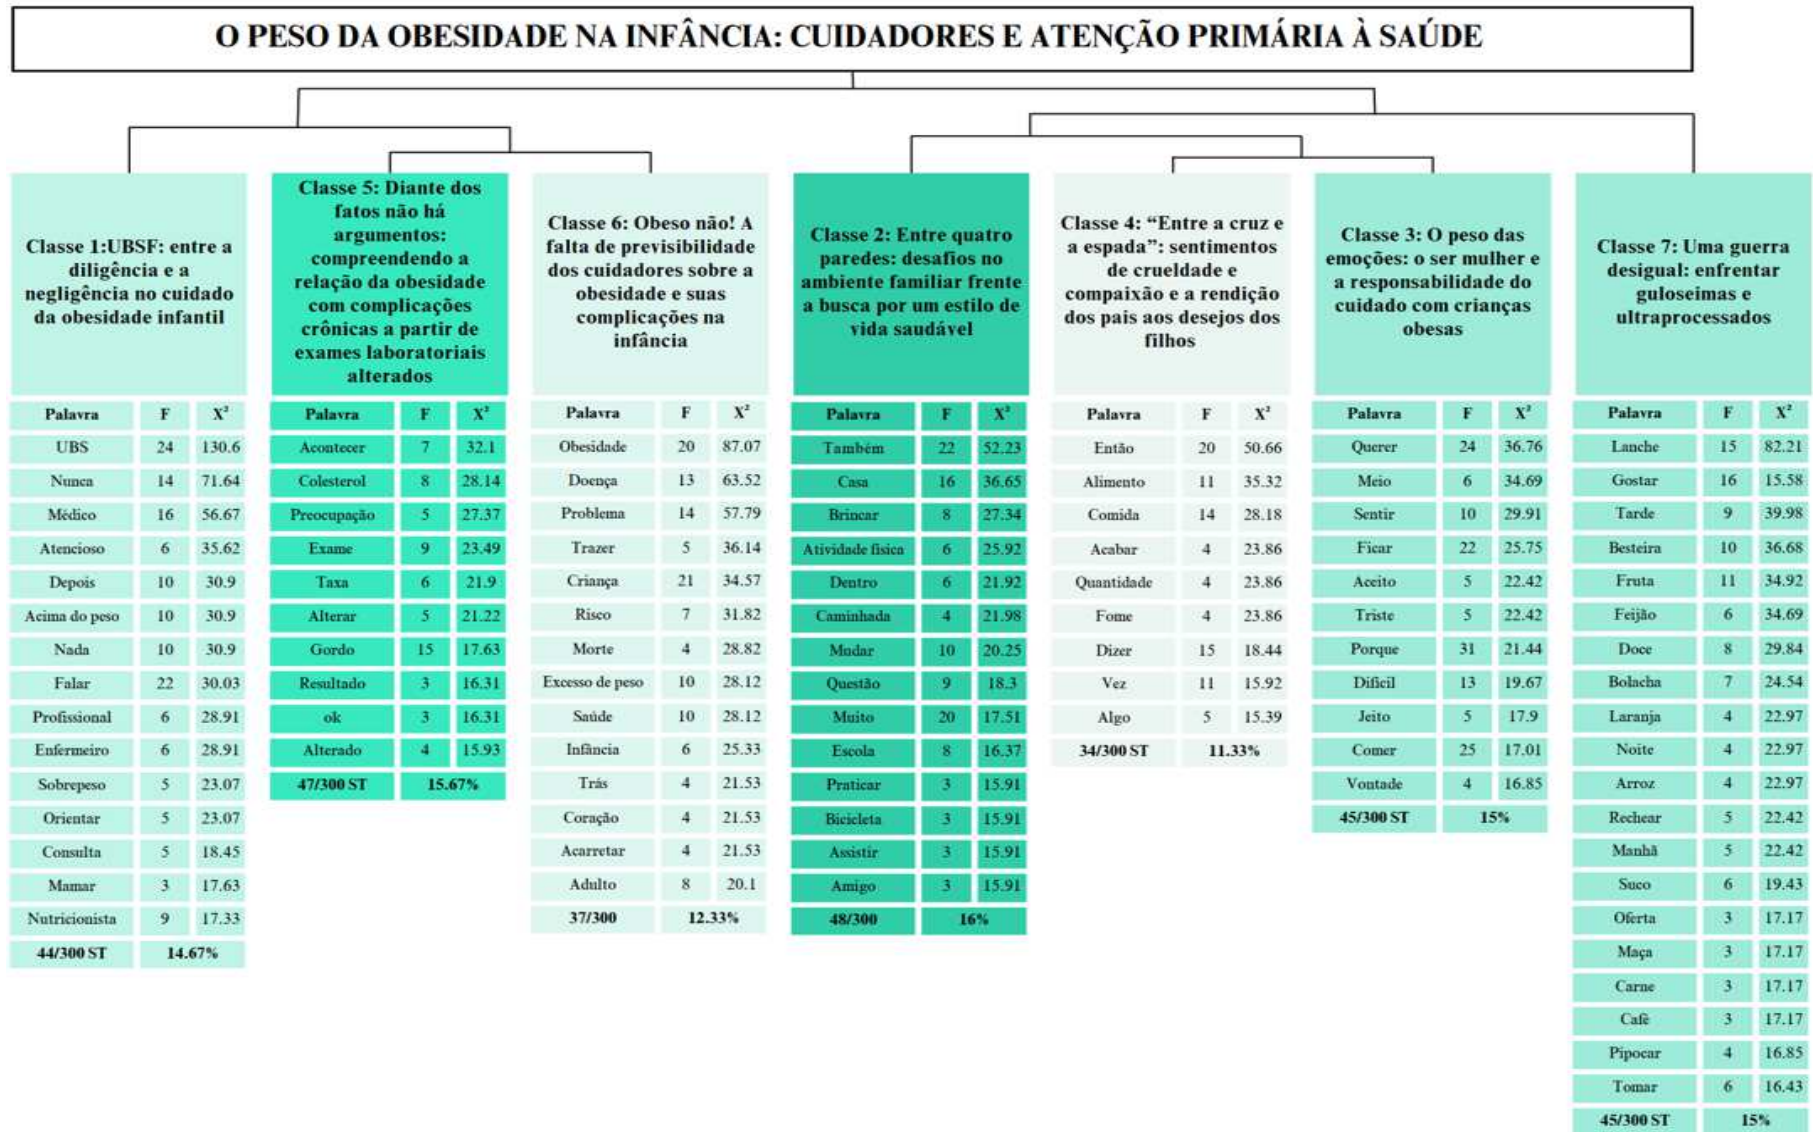 O PESO DA OBESIDADE NA INFÂNCIA: CUIDADORES E ATENÇÃO PRIMÁRIA À SAÚDE
Classe 1:UBSF: entre a
diligência e a
negligência no cuidado
da obesidade infantil
Palavra F X²
UBS 24 130.6
Nunca 14 71.64
Médico 16 56.67
Atencioso 6 35.62
Depois 10 30.9
Acima do peso 10 30.9
Nada 10 30.9
Falar 22 30.03
Profissional 6 28.91
Enfermeiro 6 28.91
Sobrepeso 5 23.07
Orientar 5 23.07
Consulta 5 18.45
Mamar 3 17.63
Nutricionista 9 17.33
44/300 ST 14.67%
Classe 5: Diante dos
fatos não há
argumentos:
compreendendo a
relação da obesidade
com complicações
crônicas a partir de
exames laboratoriais
alterados
Palavra F X²
Acontecer 7 32.1
Colesterol 8 28.14
Preocupação 5 27.37
Exame 9 23.49
Taxa 6 21.9
Alterar 5 21.22
Gordo 15 17.63
Resultado 3 16.31
ok 3 16.31
Alterado 4 15.93
47/300 ST 15.67%
Classe 6: Obeso não! A
falta de previsibilidade
dos cuidadores sobre a
obesidade e suas
complicações na
infância
Palavra F X²
Obesidade 20 87.07
Doença 13 63.52
Problema 14 57.79
Trazer 5 36.14
Criança 21 34.57
Risco 7 31.82
Morte 4 28.82
Excesso de peso 10 28.12
Saúde 10 28.12
Infância 6 25.33
Trás 4 21.53
Coração 4 21.53
Acarretar 4 21.53
Adulto 8 20.1
37/300 12.33%
Classe 2: Entre quatro
paredes: desafios no
ambiente familiar frente
a busca por um estilo de
vida saudável
Palavra F X²
Também 22 52.23
Casa 16 36.65
Brincar 8 27.34
Atividade física 6 25.92
Dentro 6 21.92
Caminhada 4 21.98
Mudar 10 20.25
Questão 9 18.3
Muito 20 17.51
Escola 8 16.37
Praticar 3 15.91
Bicicleta 3 15.91
Assistir 3 15.91
Amigo 3 15.91
48/300 16%
Classe 4: “Entre a cruz e
a espada”: sentimentos
de crueldade e
compaixão e a rendição
dos pais aos desejos dos
filhos
Palavra F X²
Então 20 50.66
Alimento 11 35.32
Comida 14 28.18
Acabar 4 23.86
Quantidade 4 23.86
Fome 4 23.86
Dizer 15 18.44
Vez 11 15.92
Algo 5 15.39
34/300 ST 11.33%
Classe 3: O peso das
emoções: o ser mulher e
a responsabilidade do
cuidado com crianças
obesas
Palavra F X²
Querer 24 36.76
Meio 6 34.69
Sentir 10 29.91
Ficar 22 25.75
Aceito 5 22.42
Triste 5 22.42
Porque 31 21.44
Difícil 13 19.67
Jeito 5 17.9
Comer 25 17.01
Vontade 4 16.85
45/300 ST 15%
Classe 7: Uma guerra
desigual: enfrentar
guloseimas e
ultraprocessados
Palavra F X²
Lanche 15 82.21
Gostar 16 15.58
Tarde 9 39.98
Besteira 10 36.68
Fruta 11 34.92
Feijão 6 34.69
Doce 8 29.84
Bolacha 7 24.54
Laranja 4 22.97
Noite 4 22.97
Arroz 4 22.97
Rechear 5 22.42
Manhã 5 22.42
Suco 6 19.43
Oferta 3 17.17
Maça 3 17.17
Carne 3 17.17
Cafè 3 17.17
Pipocar 4 16.85
Tomar 6 16.43
45/300 ST 15%